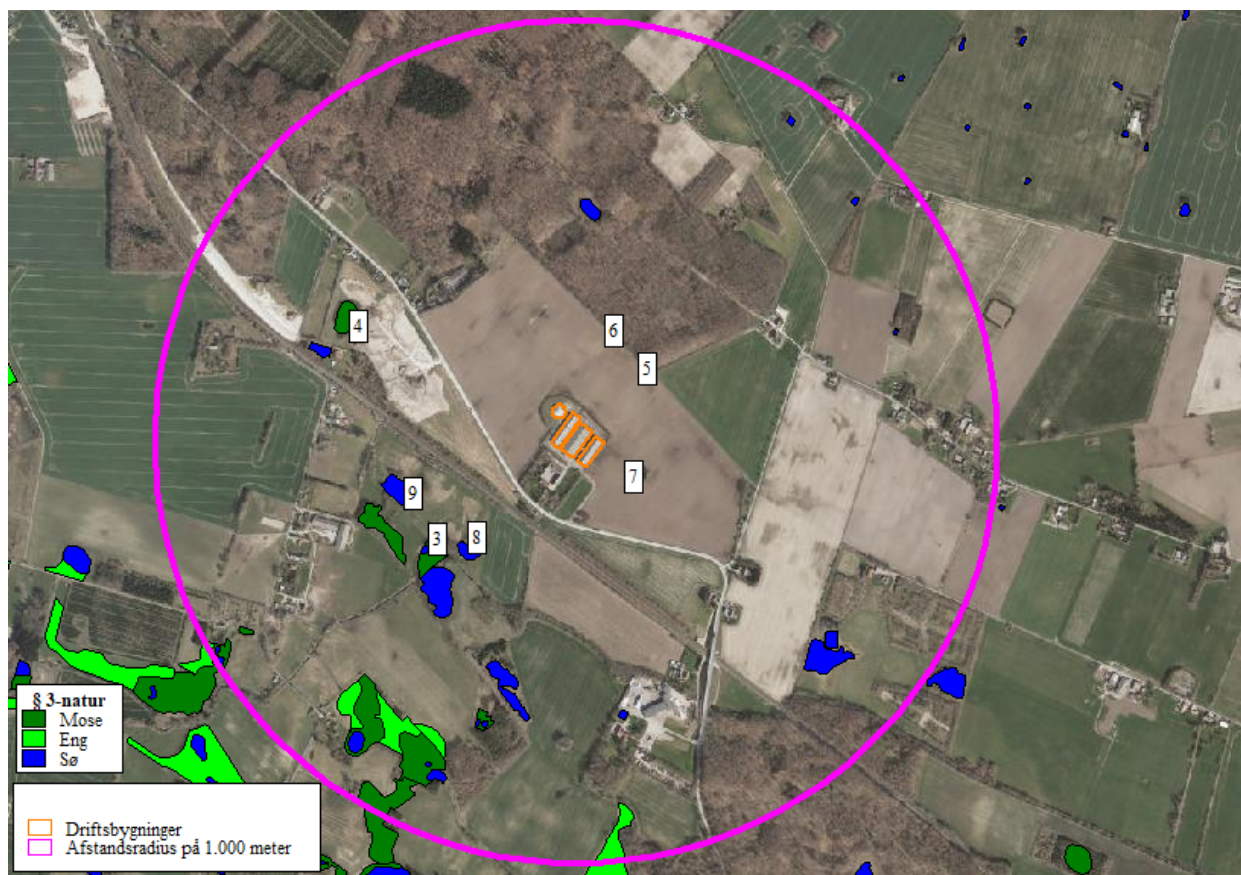 6
4
5
7
9
3
8
§ 3-natur
Mose
Eng
Sø
Driftsbygninger
Afstandsradius på 1.000 meter